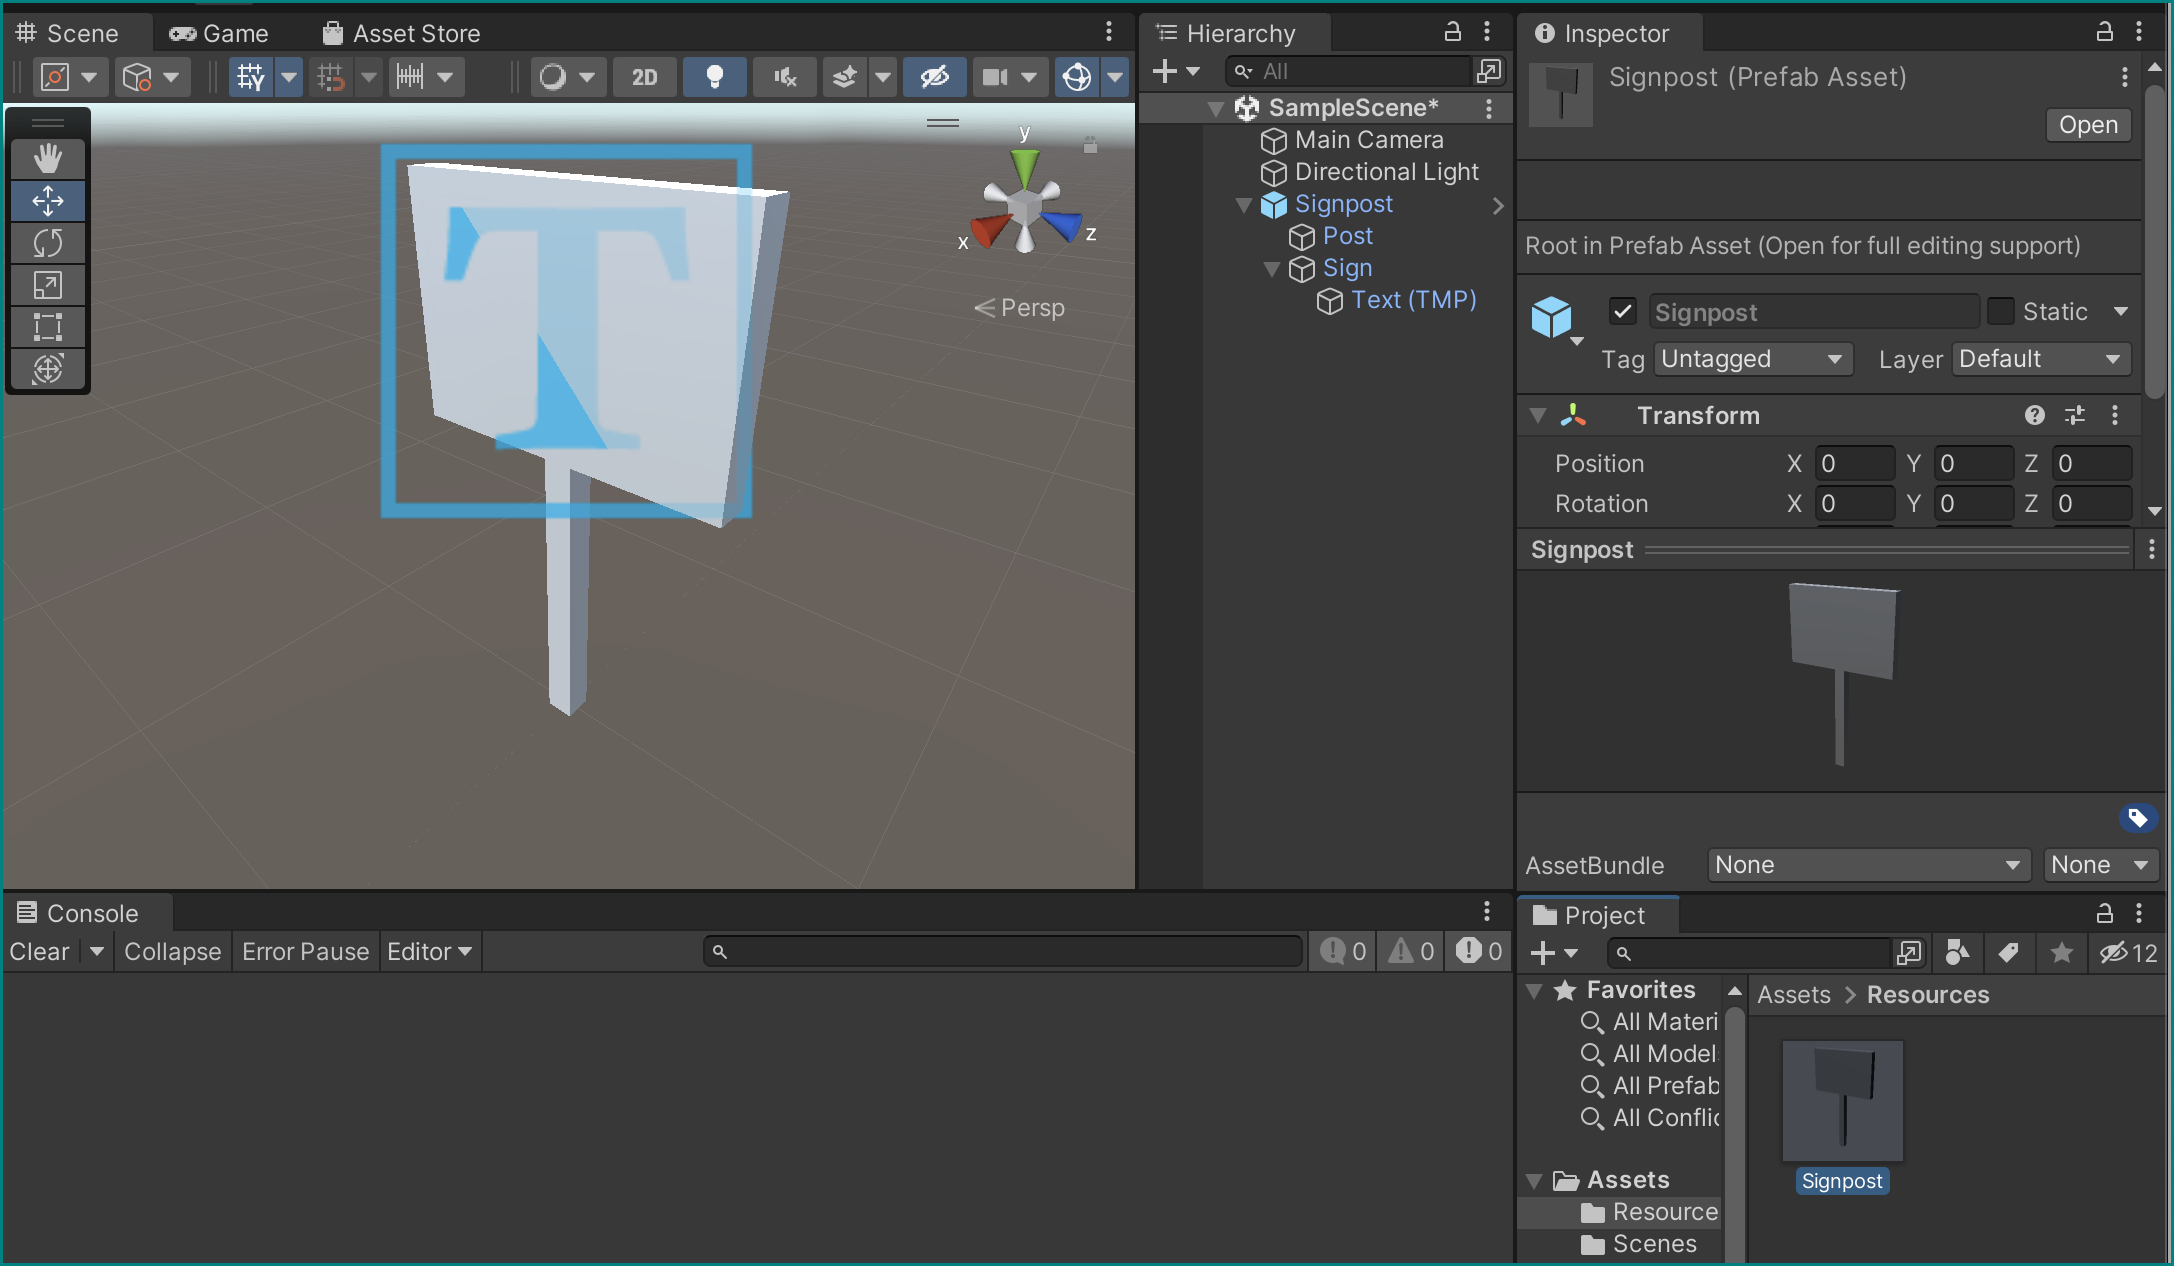 Scene Game Asset Store
2D
T
y
x
z
Persp
Hierarchy
All
SampleScene*
Main Camera
Directional Light
Signpost
Post
Sign
Text (TMP)
Inspector
Signpost (Prefab Asset)
Open
Root in Prefab Asset (Open for full editing support)
Signpost Static
Tag Untagged Layer Default
Transform
Position X 0 Y 0 Z 0
Rotation X 0 Y 0 Z 0
Signpost
AssetBundle None None
Console
Clear Collapse Error Pause Editor 0 0 0
Project
12
Favorites
All Materi
All Model
All Prefab
All Conflic
Assets
Resource
Scenes
Assets > Resources
Signpost